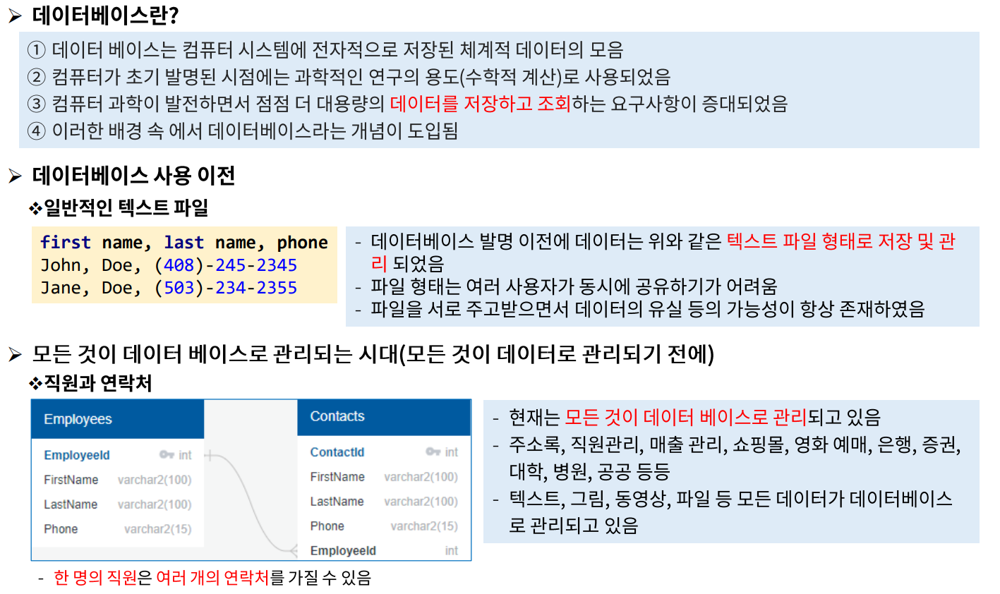 ➢ 데이터베이스란?
① 데이터 베이스는 컴퓨터 시스템에 전자적으로 저장된 체계적 데이터의 모음
② 컴퓨터가 초기 발명된 시점에는 과학적인 연구의 용도(수학적 계산)로 사용되었음
③ 컴퓨터 과학이 발전하면서 점점 더 대용량의 데이터를 저장하고 조회하는 요구사항이 증대되었음
④ 이러한 배경 속 에서 데이터베이스라는 개념이 도입됨
➢ 데이터베이스 사용 이전
❖일반적인 텍스트 파일
first name, last name, phone
John, Doe, (408)-245-2345
Jane, Doe, (503)-234-2355
- 데이터베이스 발명 이전에 데이터는 위와 같은 텍스트 파일 형태로 저장 및 관
리 되었음
- 파일 형태는 여러 사용자가 동시에 공유하기가 어려움
- 파일을 서로 주고받으면서 데이터의 유실 등의 가능성이 항상 존재하였음
➢ 모든 것이 데이터 베이스로 관리되는 시대(모든 것이 데이터로 관리되기 전에)
❖직원과 연락처
Employees
EmployeeId int
FirstName varchar2(100)
LastName varchar2(100)
Phone varchar2(15)
Contacts
ContactId int
FirstName varchar2(100)
LastName varchar2(100)
Phone varchar2(15)
EmployeeId int
- 한 명의 직원은 여러 개의 연락처를 가질 수 있음
- 현재는 모든 것이 데이터 베이스로 관리되고 있음
- 주소록, 직원관리, 매출 관리, 쇼핑몰, 영화 예매, 은행, 증권,
대학, 병원, 공공 등등
- 텍스트, 그림, 동영상, 파일 등 모든 데이터가 데이터베이스
로 관리되고 있음